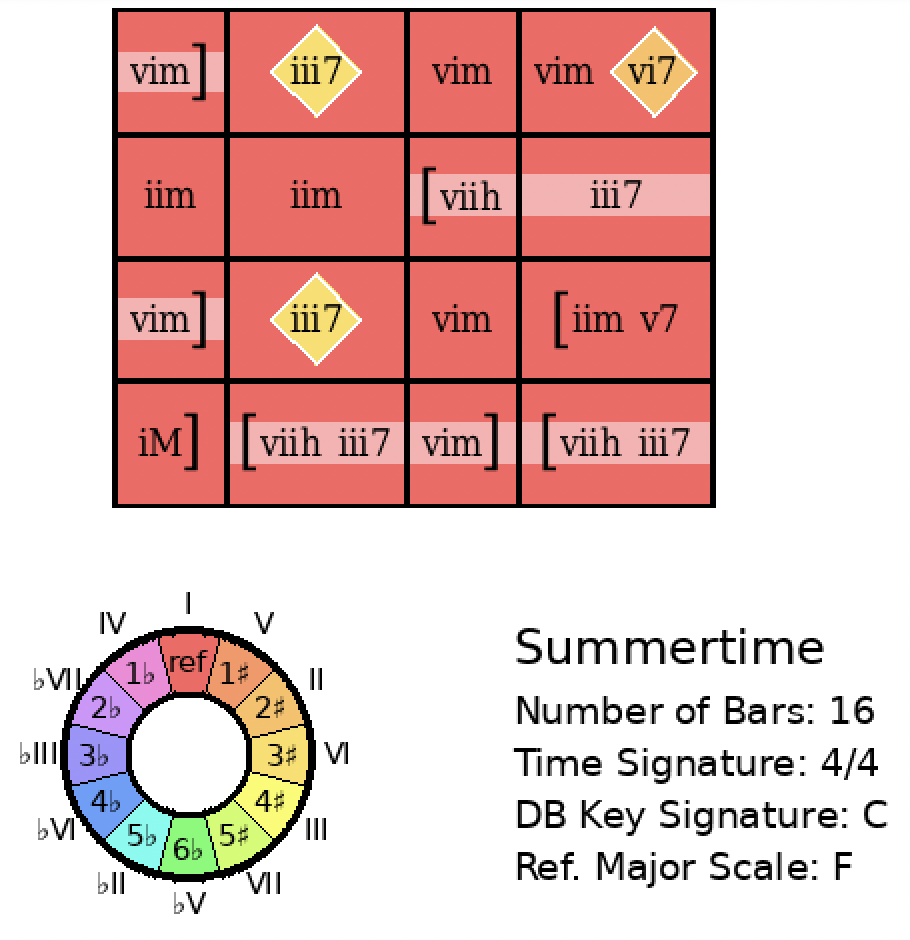 vim] iii7 vim vim vi7
iim iim [viih iii7
vim] iii7 vim [iim v7
iM] [viih iii7 vim] [viih iii7
I
IV V
♭VII II
♭III VI
♭VI III
♭II VII
♭V
ref
1♭ 1♯
2♭ 2♯
3♭ 3♯
4♭ 4♯
5♭ 5♯
6♭
Summertime
Number of Bars: 16
Time Signature: 4/4
DB Key Signature: C
Ref. Major Scale: F